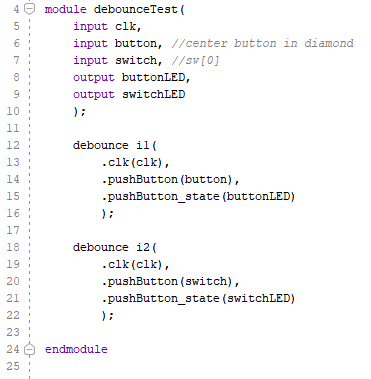 4 module debounceTest(
5 input clk,
6 input button, //center button in diamond
7 input switch, //sw[0]
8 output buttonLED,
9 output switchLED
10 );
11
12 debounce i1(
13 .clk(clk),
14 .pushButton(button),
15 .pushButton_state(buttonLED)
16 );
17
18 debounce i2(
19 .clk(clk),
20 .pushButton(switch),
21 .pushButton_state(switchLED)
22 );
23
24 endmodule
25